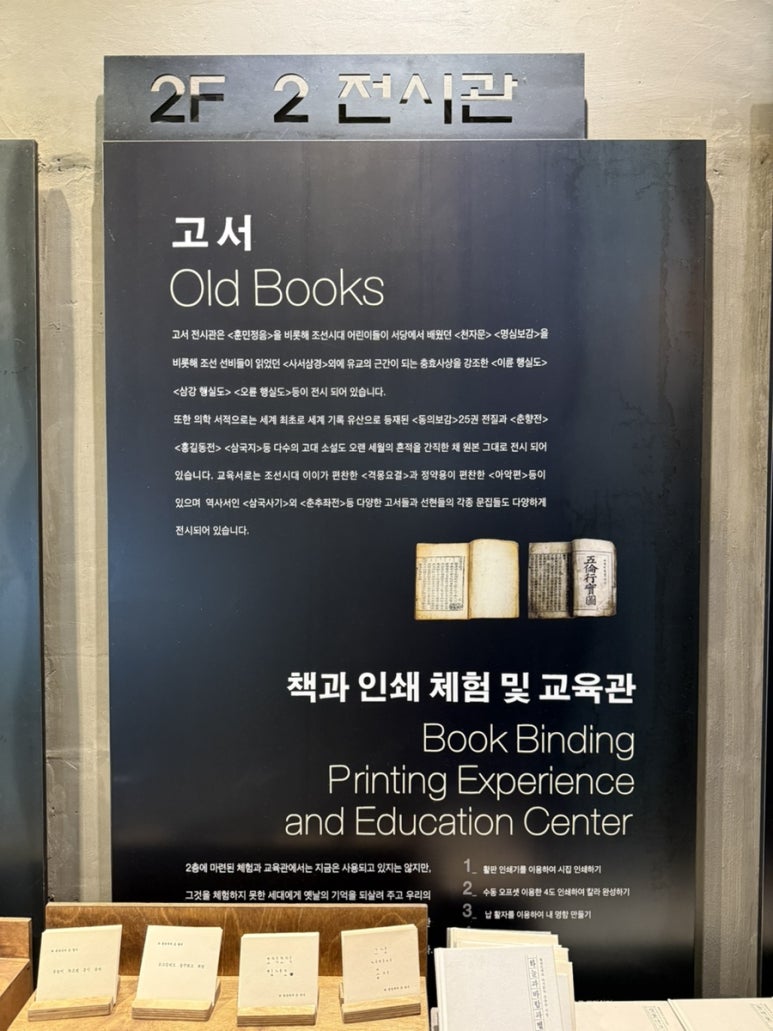 2F 2 전시관
고서
Old Books
고서 전시관은 <훈민정음>을 비롯해 조선시대 어린이들이 서당에서 배웠던 <천자문> <명심보감>을
비롯해 조선 선비들이 읽었던 <사서삼경>외에 유교의 근간이 되는 충효사상을 강조한 <이륜 행실도>
<삼강 행실도> <오륜 행실도>등이 전시 되어 있습니다.
또한 의학 서적으로는 세계 최초로 세계 기록 유산으로 등재된 <동의보감>25권 전질과 <춘향전>
<홍길동전> <삼국지>등 다수의 고대 소설도 오랜 세월의 흔적을 간직한 채 원본 그대로 전시 되어
있습니다. 교육서로는 조선시대 이이가 편찬한 <격몽요결>과 정약용이 편찬한 <아악편>등이
있으며 역사서인 <삼국사기>외 <춘추좌전>등 다양한 고서들과 선현들의 각종 문집들도 다양하게
전시되어 있습니다.
五倫行實圖
책과 인쇄 체험 및 교육관
Book Binding
Printing Experience
and Education Center
2층에 마련된 체험과 교육관에서는 지금은 사용되고 있지는 않지만,
그것을 체험하지 못한 세대에게 옛날의 기억을 되살려 주고 우리의
1_ 활판 인쇄기를 이용하여 시집 인쇄하기
2_ 수동 오프셋 이용한 4도 인쇄하여 칼라 완성하기
3_ 납 활자를 이용하여 내 명함 만들기